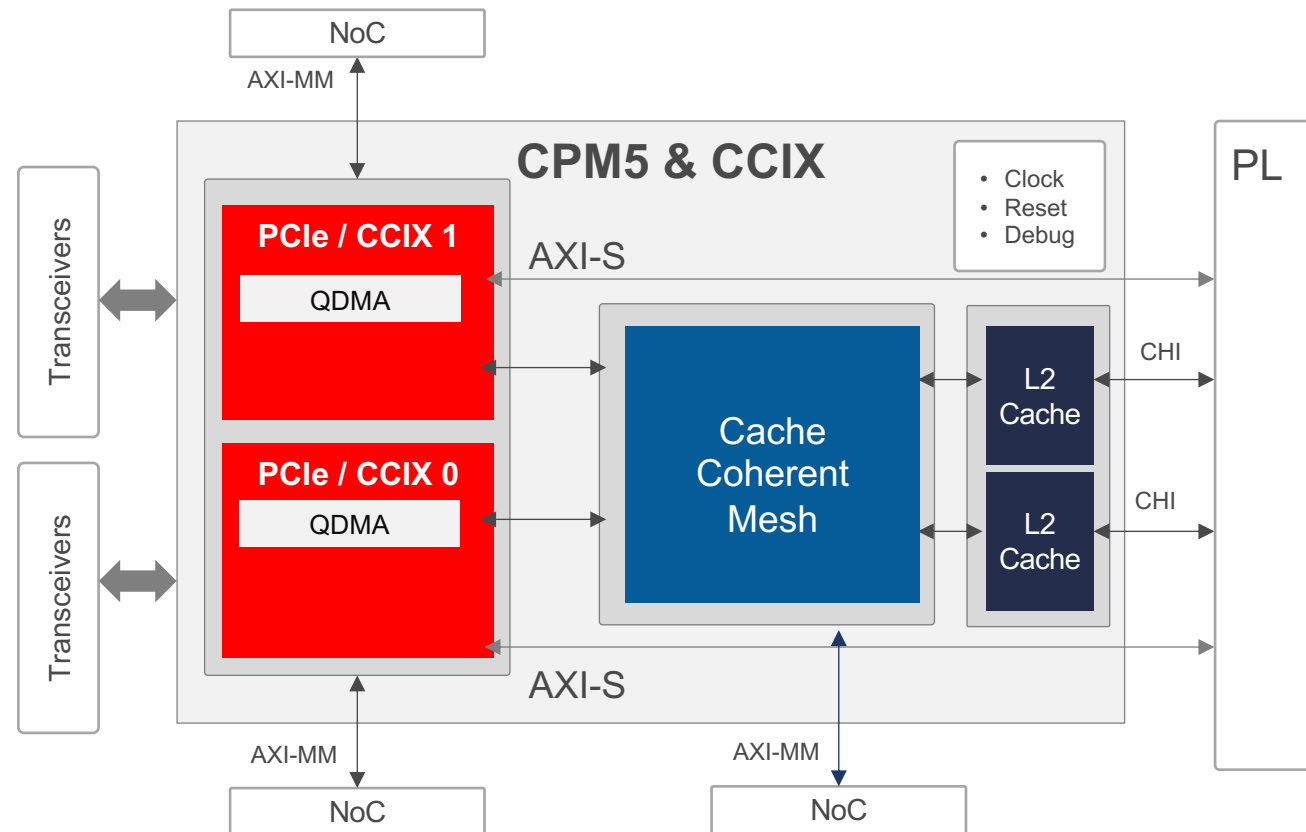 NoC
AXI-MM
CPM5 & CCIX
• Clock
• Reset
• Debug
PL
Transceivers
PCIe / CCIX 1
QDMA
AXI-S
Cache
Coherent
Mesh
L2
Cache
CHI
Transceivers
PCIe / CCIX 0
QDMA
L2
Cache
CHI
AXI-S
AXI-MM
NoC
AXI-MM
NoC